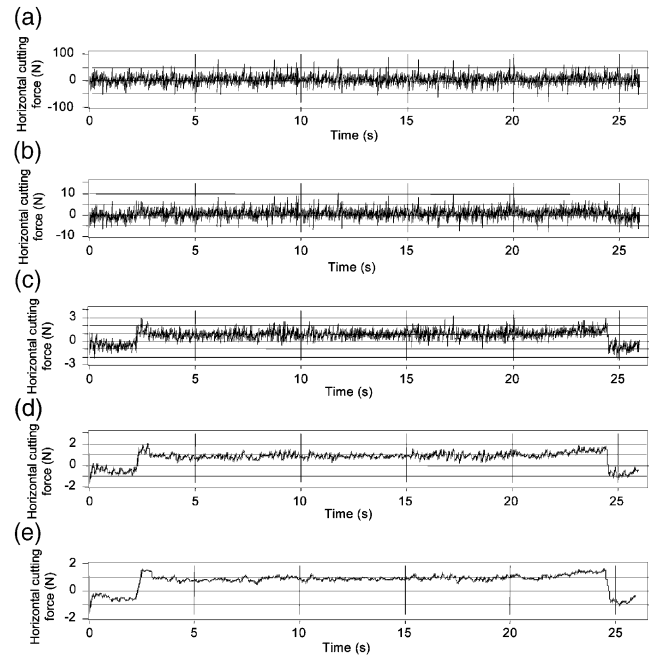 (a)
Horizontal cutting
force (N)
100
0
-100
0 5 10 15 20 25
Time (s)
(b)
Horizontal cutting
force (N)
10
0
-10
0 5 10 15 20 25
Time (s)
(c)
Horizontal cutting
force (N)
3
0
-3
0 5 10 15 20 25
Time (s)
(d)
Horizontal cutting
force (N)
2
0
-2
0 5 10 15 20 25
Time (s)
(e)
Horizontal cutting
force (N)
2
0
-2
0 5 10 15 20 25
Time (s)